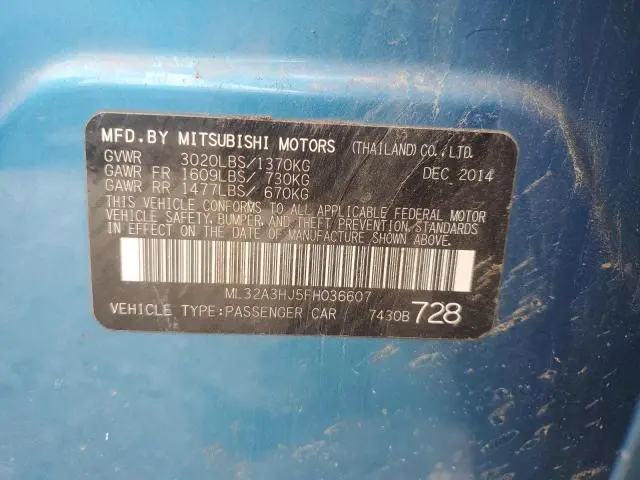 MFD.BY MITSUBISHI MOTORS (THAILAND)CO.,LTD.
GVWR 3020LBS/1370KG DEC 2014
GAWR FR 1609LBS/ 730KG
GAWR RR 1477LBS/ 670KG
THIS VEHICLE CONFORMS TO ALL APPLICABLE FEDERAL MOTOR
VEHICLE SAFETY,BUMPER,AND THEFT PREVENTION STANDARDS
IN EFFECT ON THE DATE OF MANUFACTURE SHOWN ABOVE.
ML32A3HJ5FH036607
VEHICLE TYPE:PASSENGER CAR 7430B 728